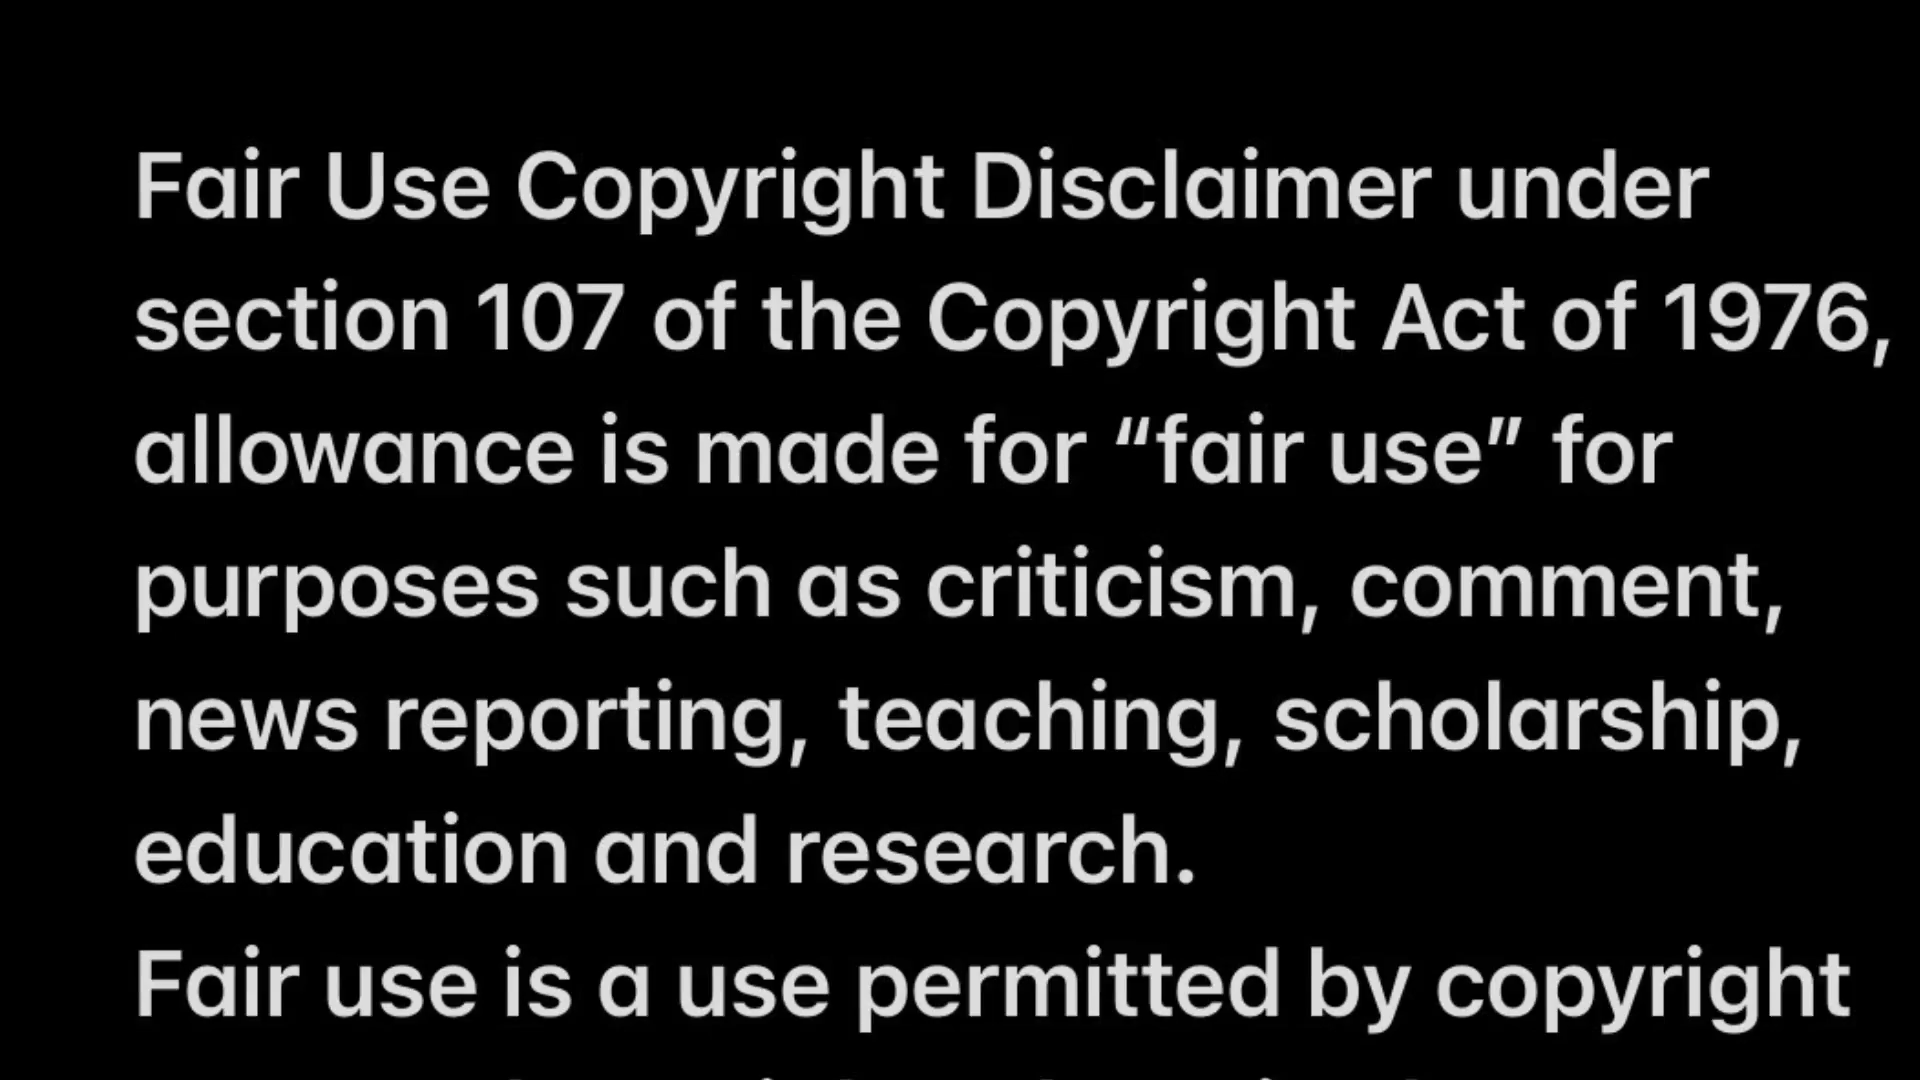 Fair Use Copyright Disclaimer under
section 107 of the Copyright Act of 1976,
allowance is made for “fair use” for
purposes such as criticism, comment,
news reporting, teaching, scholarship,
education and research.
Fair use is a use permitted by copyright